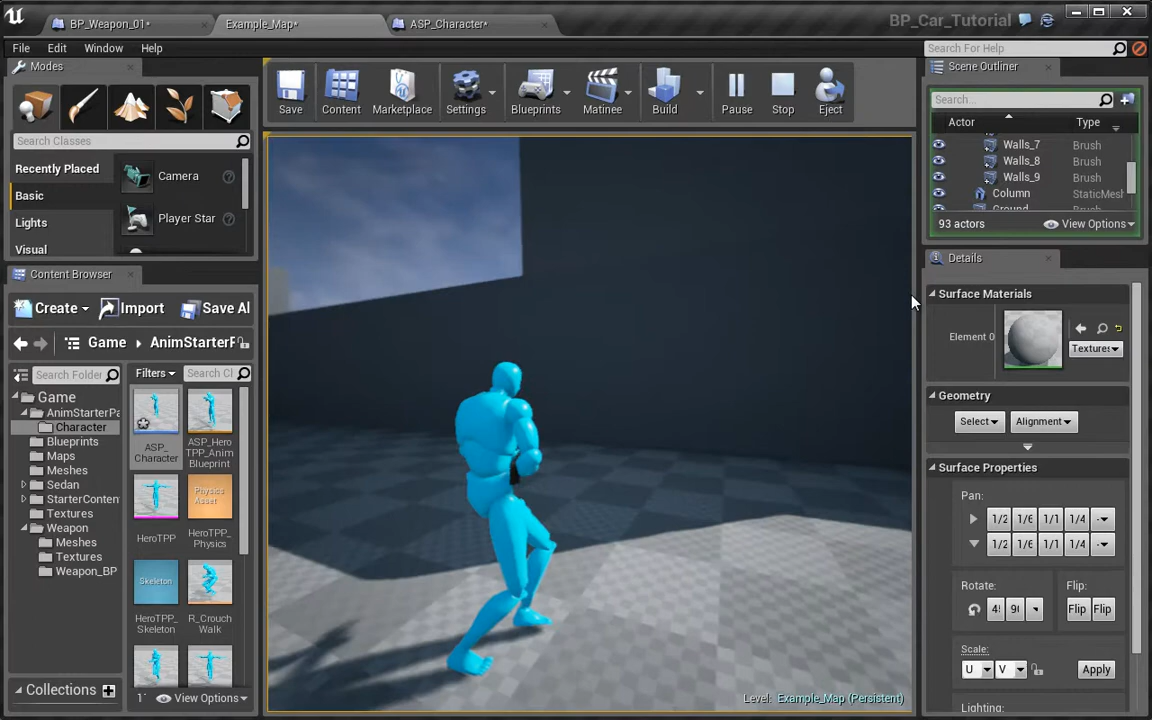 BP_Weapon_01*
Example_Map*
ASP_Character*
BP_Car_Tutorial
File
Edit
Window
Help
Search For Help
Modes
Search Classes
Recently Placed
Basic
Lights
Visual
Camera
Player Star
Save
Content
Marketplace
Settings
Blueprints
Matinee
Build
Pause
Stop
Eject
Scene Outliner
Search...
Actor
Type
Walls_7
Brush
Walls_8
Brush
Walls_9
Brush
Column
StaticMesh
Ground
Brush
93 actors
View Options
Content Browser
Create
Import
Save Al
Game
AnimStarterP
Search Folder
Filters
Search Cl
Game
AnimStarterPa
Character
Blueprints
Maps
Meshes
Sedan
StarterContent
Textures
Weapon
Meshes
Textures
Weapon_BP
Collections
ASP_
Character
ASP_Hero
TPP_Anim
Blueprint
HeroTPP
Physics
Asset
HeroTPP_
Physics
Skeleton
HeroTPP_
Skeleton
R_Crouch
Walk
View Options
Level: Example_Map (Persistent)
Details
Surface Materials
Element 0
Textures
Geometry
Select
Alignment
Surface Properties
Pan:
1/2
1/6
1/1
1/4
1/2
1/6
1/1
1/4
Rotate:
Flip:
4
90
Flip
Flip
Scale:
U
V
Apply
Lighting: